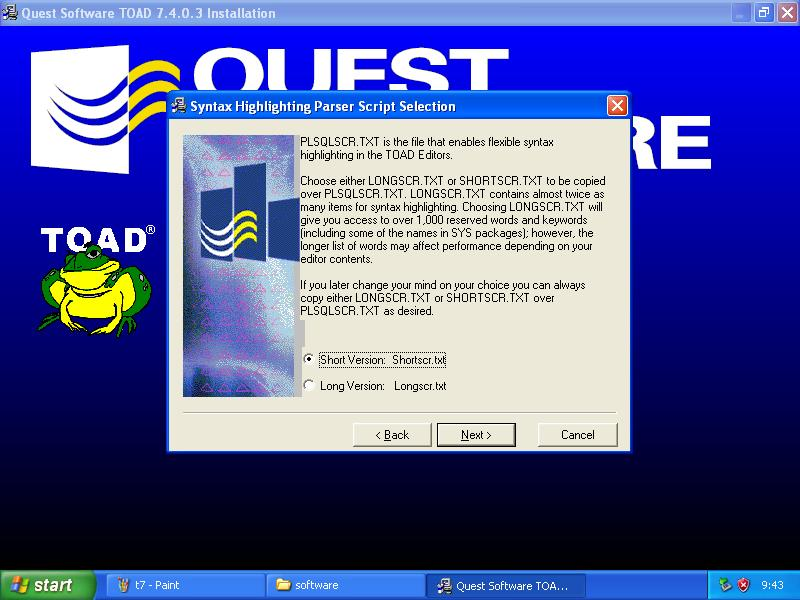 Quest Software TOAD 7.4.0.3 Installation
QUEST
RE
TOAD®
Syntax Highlighting Parser Script Selection
PLSQLSCR.TXT is the file that enables flexible syntax
highlighting in the TOAD Editors.
Choose either LONGSCR.TXT or SHORTSCR.TXT to be copied
over PLSQLSCR.TXT. LONGSCR.TXT contains almost twice as
many items for syntax highlighting. Choosing LONGSCR.TXT will
give you access to over 1,000 reserved words and keywords
(including some of the names in SYS packages); however, the
longer list of words may affect performance depending on your
editor contents.
If you later change your mind on your choice you can always
copy either LONGSCR.TXT or SHORTSCR.TXT over
PLSQLSCR.TXT as desired.
Short Version: Shortscr.txt
Long Version: Longscr.txt
< Back
Next >
Cancel
start
t7 - Paint
software
Quest Software TOA...
9:43